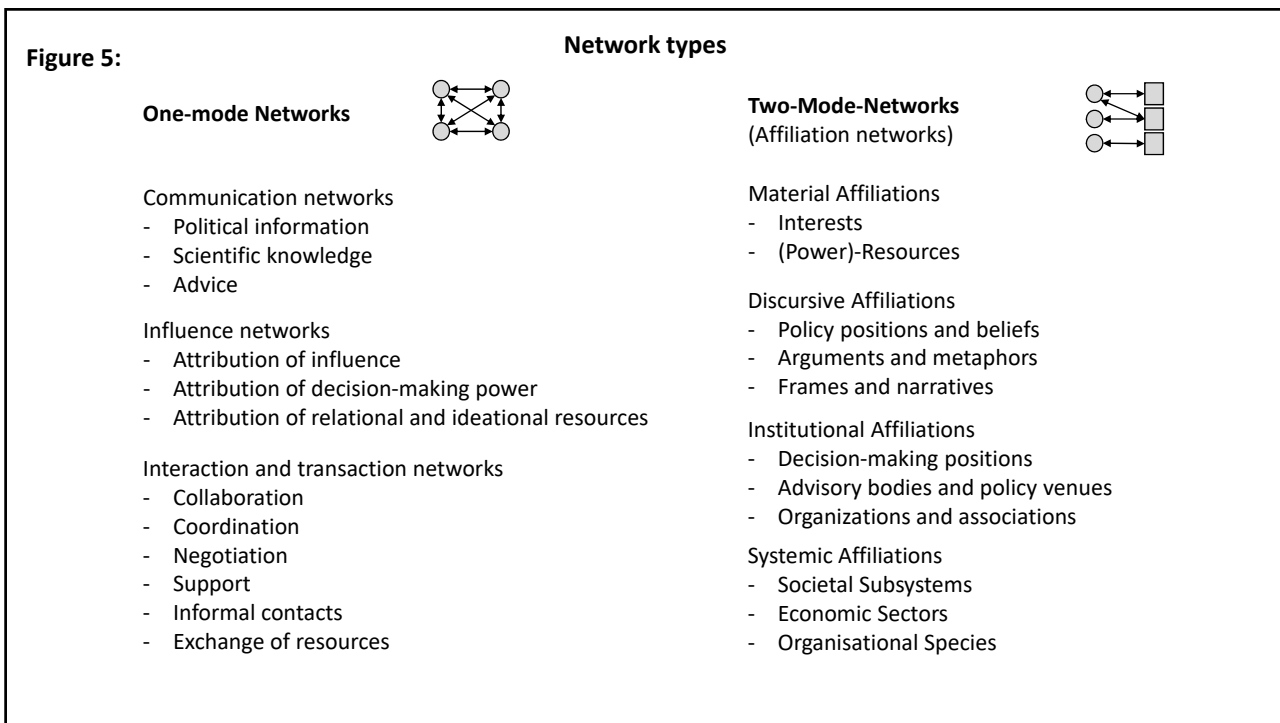 Figure 5:
Network types
One-mode Networks
Communication networks
- Political information
- Scientific knowledge
- Advice
Influence networks
- Attribution of influence
- Attribution of decision-making power
- Attribution of relational and ideational resources
Interaction and transaction networks
- Collaboration
- Coordination
- Negotiation
- Support
- Informal contacts
- Exchange of resources
Two-Mode-Networks
(Affiliation networks)
Material Affiliations
- Interests
- (Power)-Resources
Discursive Affiliations
- Policy positions and beliefs
- Arguments and metaphors
- Frames and narratives
Institutional Affiliations
- Decision-making positions
- Advisory bodies and policy venues
- Organizations and associations
Systemic Affiliations
- Societal Subsystems
- Economic Sectors
- Organisational Species